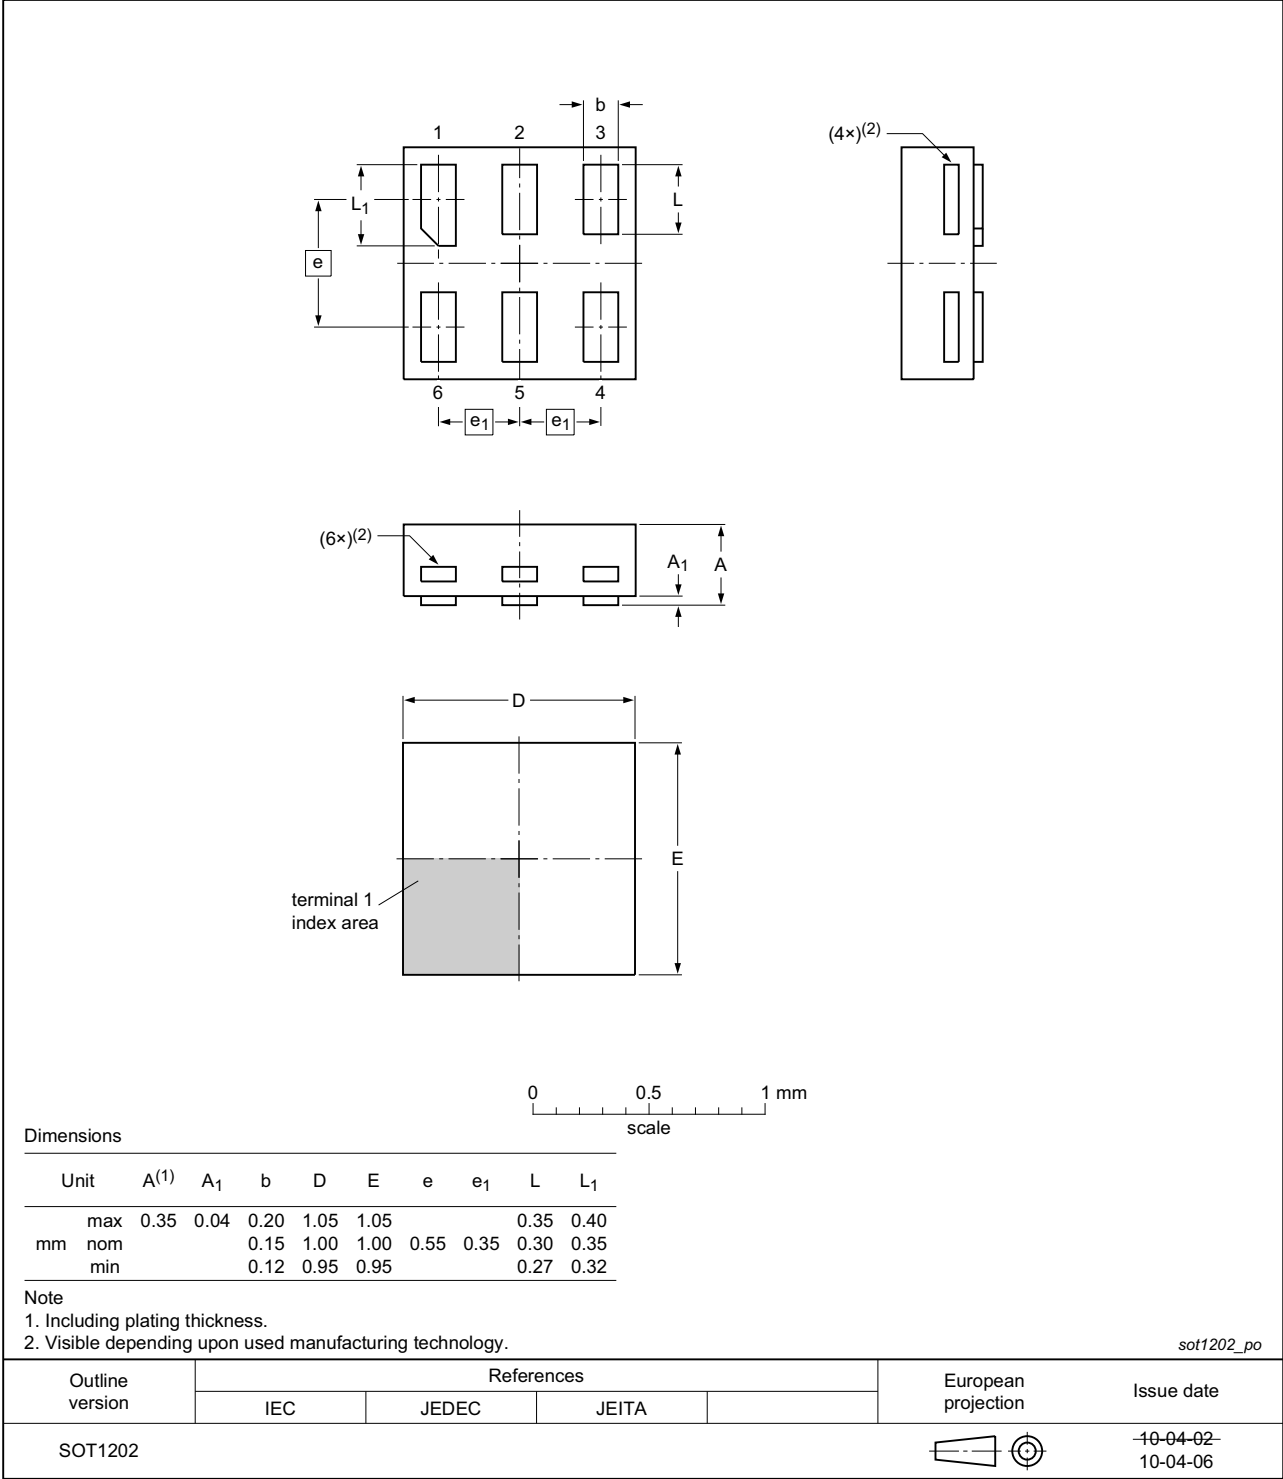 b
1 2 3
(4×)(2)
L1
L
e
6 5 4
e1 e1
(6×)(2)
A1
A
D
E
terminal 1
index area
0 0.5 1 mm
scale
Dimensions
Unit A(1) A1 b D E e e1 L L1
max 0.35 0.04 0.20 1.05 1.05 0.35 0.40
mm nom 0.15 1.00 1.00 0.55 0.35 0.30 0.35
min 0.12 0.95 0.95 0.27 0.32
Note
1. Including plating thickness.
2. Visible depending upon used manufacturing technology.
sot1202_po
Outline
version
References
IEC JEDEC JEITA
European
projection
Issue date
SOT1202
10-04-02
10-04-06